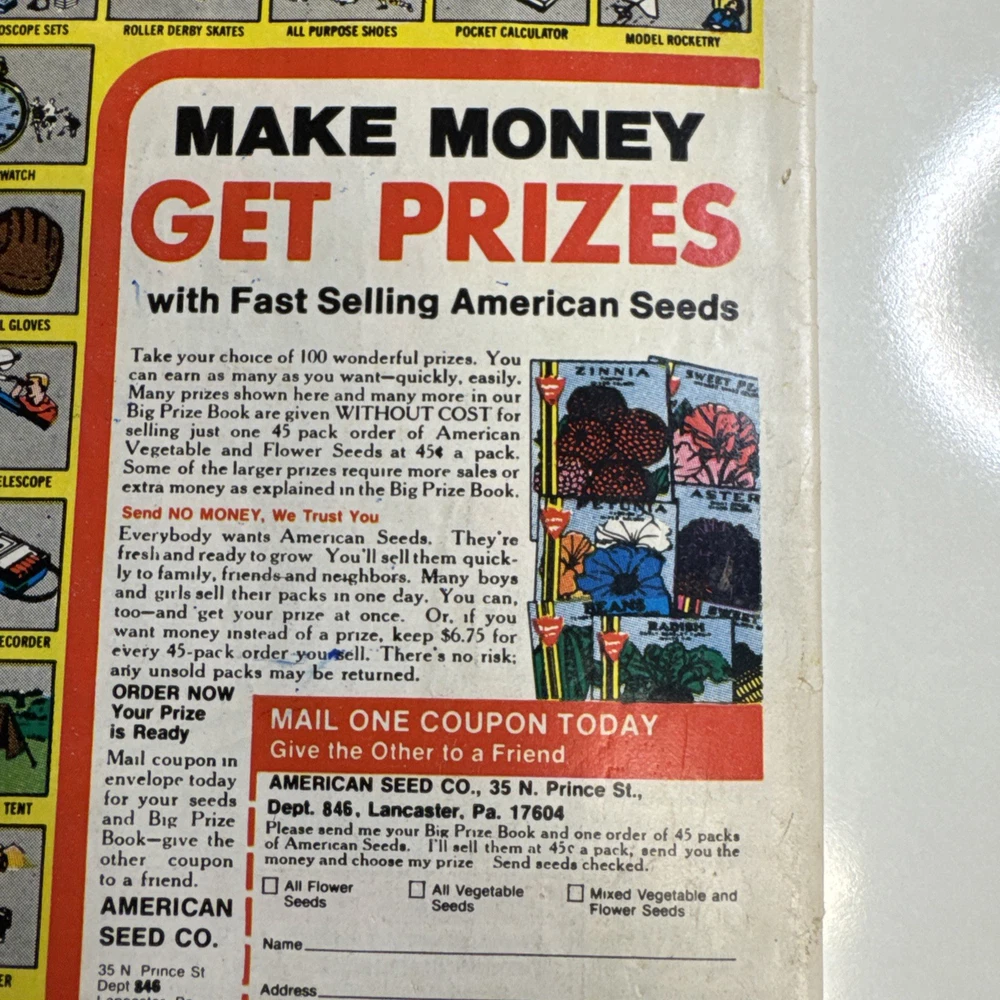 OSCOPE SETS
ROLLER DERBY SKATES
ALL PURPOSE SHOES
POCKET CALCULATOR
MODEL ROCKETRY
WATCH
L GLOVES
ELESCOPE
ECORDER
TENT
ER
MAKE MONEY
GET PRIZES
with Fast Selling American Seeds
Take your choice of 100 wonderful prizes. You
can earn as many as you want—quickly, easily.
Many prizes shown here and many more in our
Big Prize Book are given WITHOUT COST for
selling just one 45 pack order of American
Vegetable and Flower Seeds at 45¢ a pack.
Some of the larger prizes require more sales or
extra money as explained in the Big Prize Book.
Send NO MONEY, We Trust You
Everybody wants American Seeds. They're
fresh and ready to grow You'll sell them quick-
ly to family, friends and neighbors. Many boys
and girls sell their packs in one day. You can,
too—and get your prize at once. Or, if you
want money instead of a prize, keep $6.75 for
every 45-pack order you sell. There's no risk;
any unsold packs may be returned.
ZINNIA
SWEET PE
PETUNIA
ASTER
BEANS
RADISH
SWEET
ORDER NOW
Your Prize
is Ready
Mail coupon in
envelope today
for your seeds
and Big Prize
Book—give the
other coupon
to a friend.
AMERICAN
SEED CO.
35 N Prince St
Dept 846
Lancaster, Pa
MAIL ONE COUPON TODAY
Give the Other to a Friend
AMERICAN SEED CO., 35 N. Prince St.,
Dept. 846, Lancaster, Pa. 17604
Please send me your Big Prize Book and one order of 45 packs
of American Seeds. I'll sell them at 45c a pack, send you the
money and choose my prize Send seeds checked.
All Flower
Seeds
All Vegetable
Seeds
Mixed Vegetable and
Flower Seeds
Name
Address